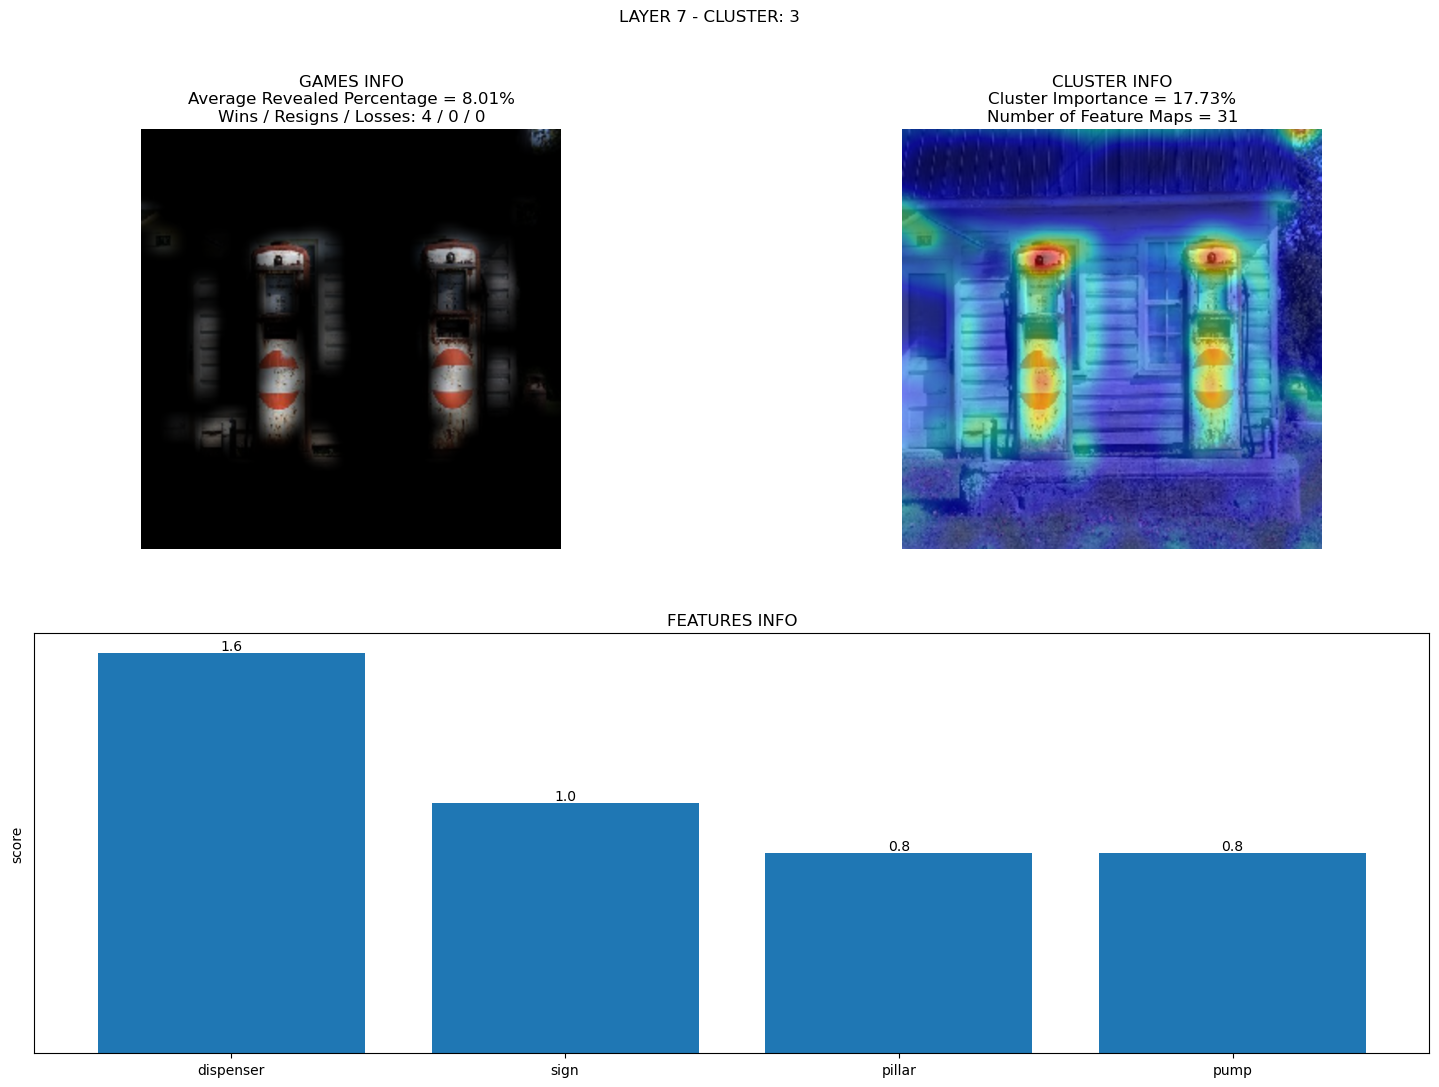 LAYER 7 - CLUSTER: 3
GAMES INFO
Average Revealed Percentage = 8.01%
Wins / Resigns / Losses: 4 / 0 / 0
CLUSTER INFO
Cluster Importance = 17.73%
Number of Feature Maps = 31
FEATURES INFO
score
1.6
1.0
0.8
0.8
dispenser
sign
pillar
pump